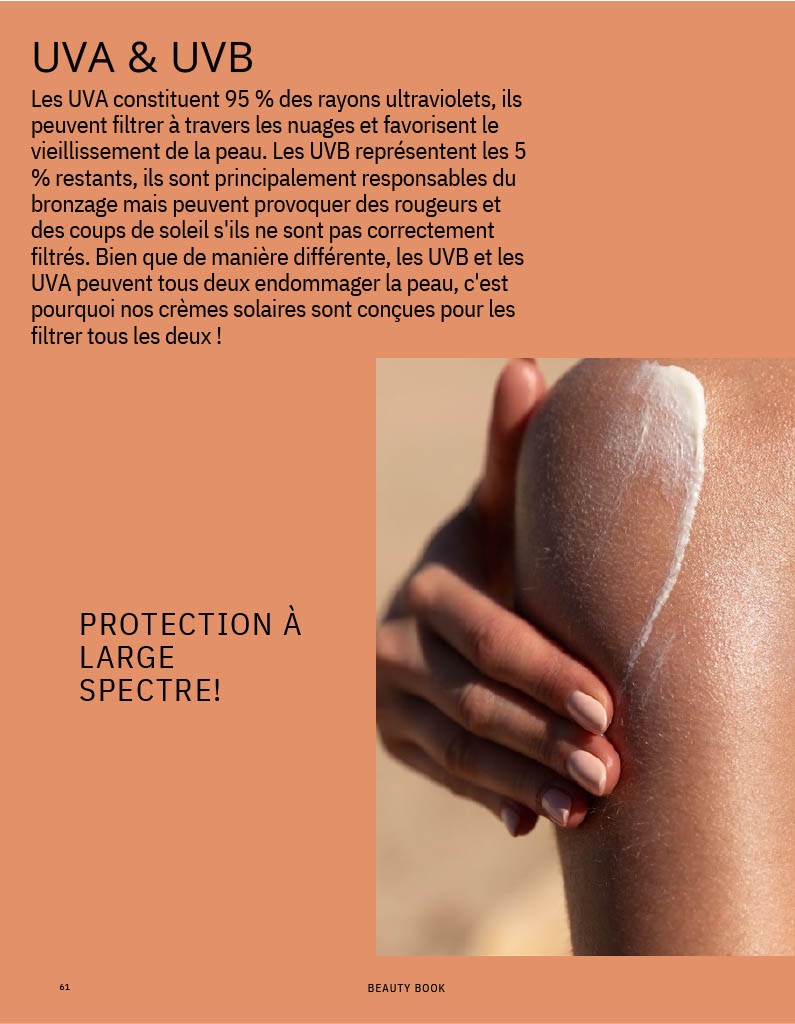 UVA & UVB
Les UVA constituent 95 % des rayons ultraviolets, ils
peuvent filtrer à travers les nuages et favorisent le
vieillissement de la peau. Les UVB représentent les 5
% restants, ils sont principalement responsables du
bronzage mais peuvent provoquer des rougeurs et
des coups de soleil s'ils ne sont pas correctement
filtrés. Bien que de manière différente, les UVB et les
UVA peuvent tous deux endommager la peau, c'est
pourquoi nos crèmes solaires sont conçues pour les
filtrer tous les deux !
PROTECTION À
LARGE
SPECTRE!
61
BEAUTY BOOK